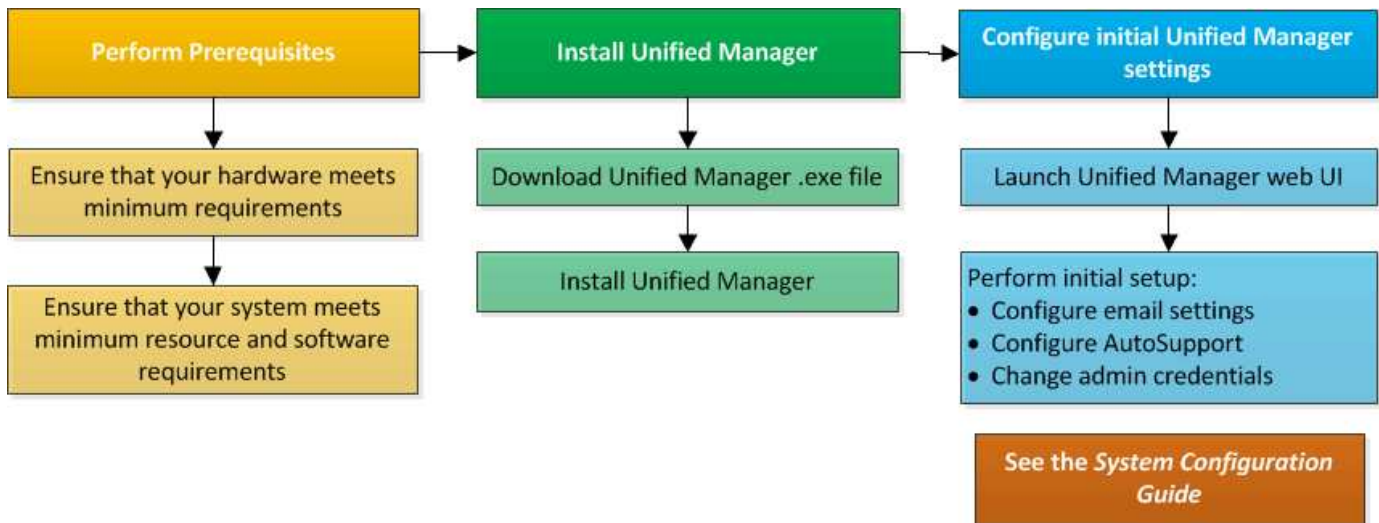 Perform Prerequisites
Install Unified Manager
Configure initial Unified Manager
settings
Ensure that your hardware meets
minimum requirements
Download Unified Manager .exe file
Launch Unified Manager web UI
Ensure that your system meets
minimum resource and software
requirements
Install Unified Manager
Perform initial setup:
• Configure email settings
• Configure AutoSupport
• Change admin credentials
See the System Configuration
Guide